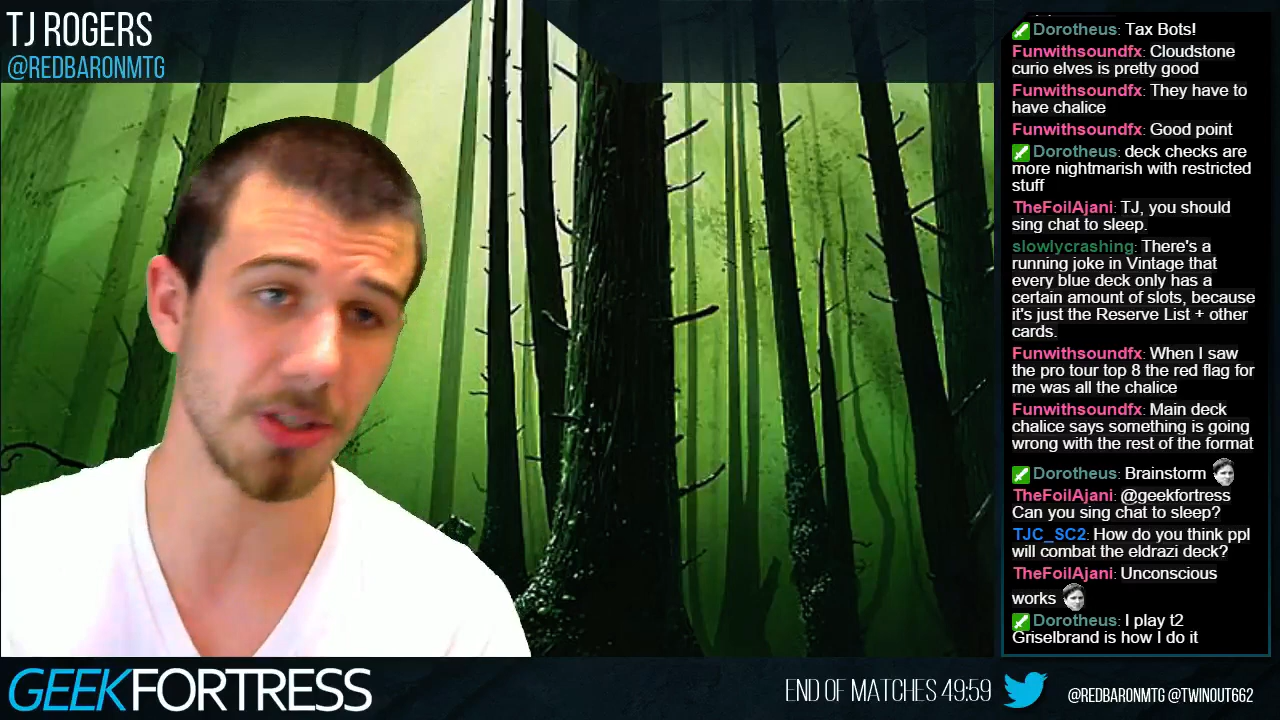 TJ ROGERS
@REDBARONMTG
Dorotheus: Tax Bots!
Funwithsoundfx: Cloudstone
curio elves is pretty good
Funwithsoundfx: They have to
have chalice
Funwithsoundfx: Good point
Dorotheus: deck checks are
more nightmarish with restricted
stuff
TheFoilAjani: TJ, you should
sing chat to sleep.
slowlycrashing: There's a
running joke in Vintage that
every blue deck only has a
certain amount of slots, because
it's just the Reserve List + other
cards.
Funwithsoundfx: When I saw
the pro tour top 8 the red flag for
me was all the chalice
Funwithsoundfx: Main deck
chalice says something is going
wrong with the rest of the format
Dorotheus: Brainstorm
TheFoilAjani: @geekfortress
Can you sing chat to sleep?
TJC_SC2: How do you think ppl
will combat the eldrazi deck?
TheFoilAjani: Unconscious
works
Dorotheus: I play t2
Griselbrand is how I do it
GEEKFORTRESS
END OF MATCHES 49:59
@REDBARONMTG @TWINOUT662